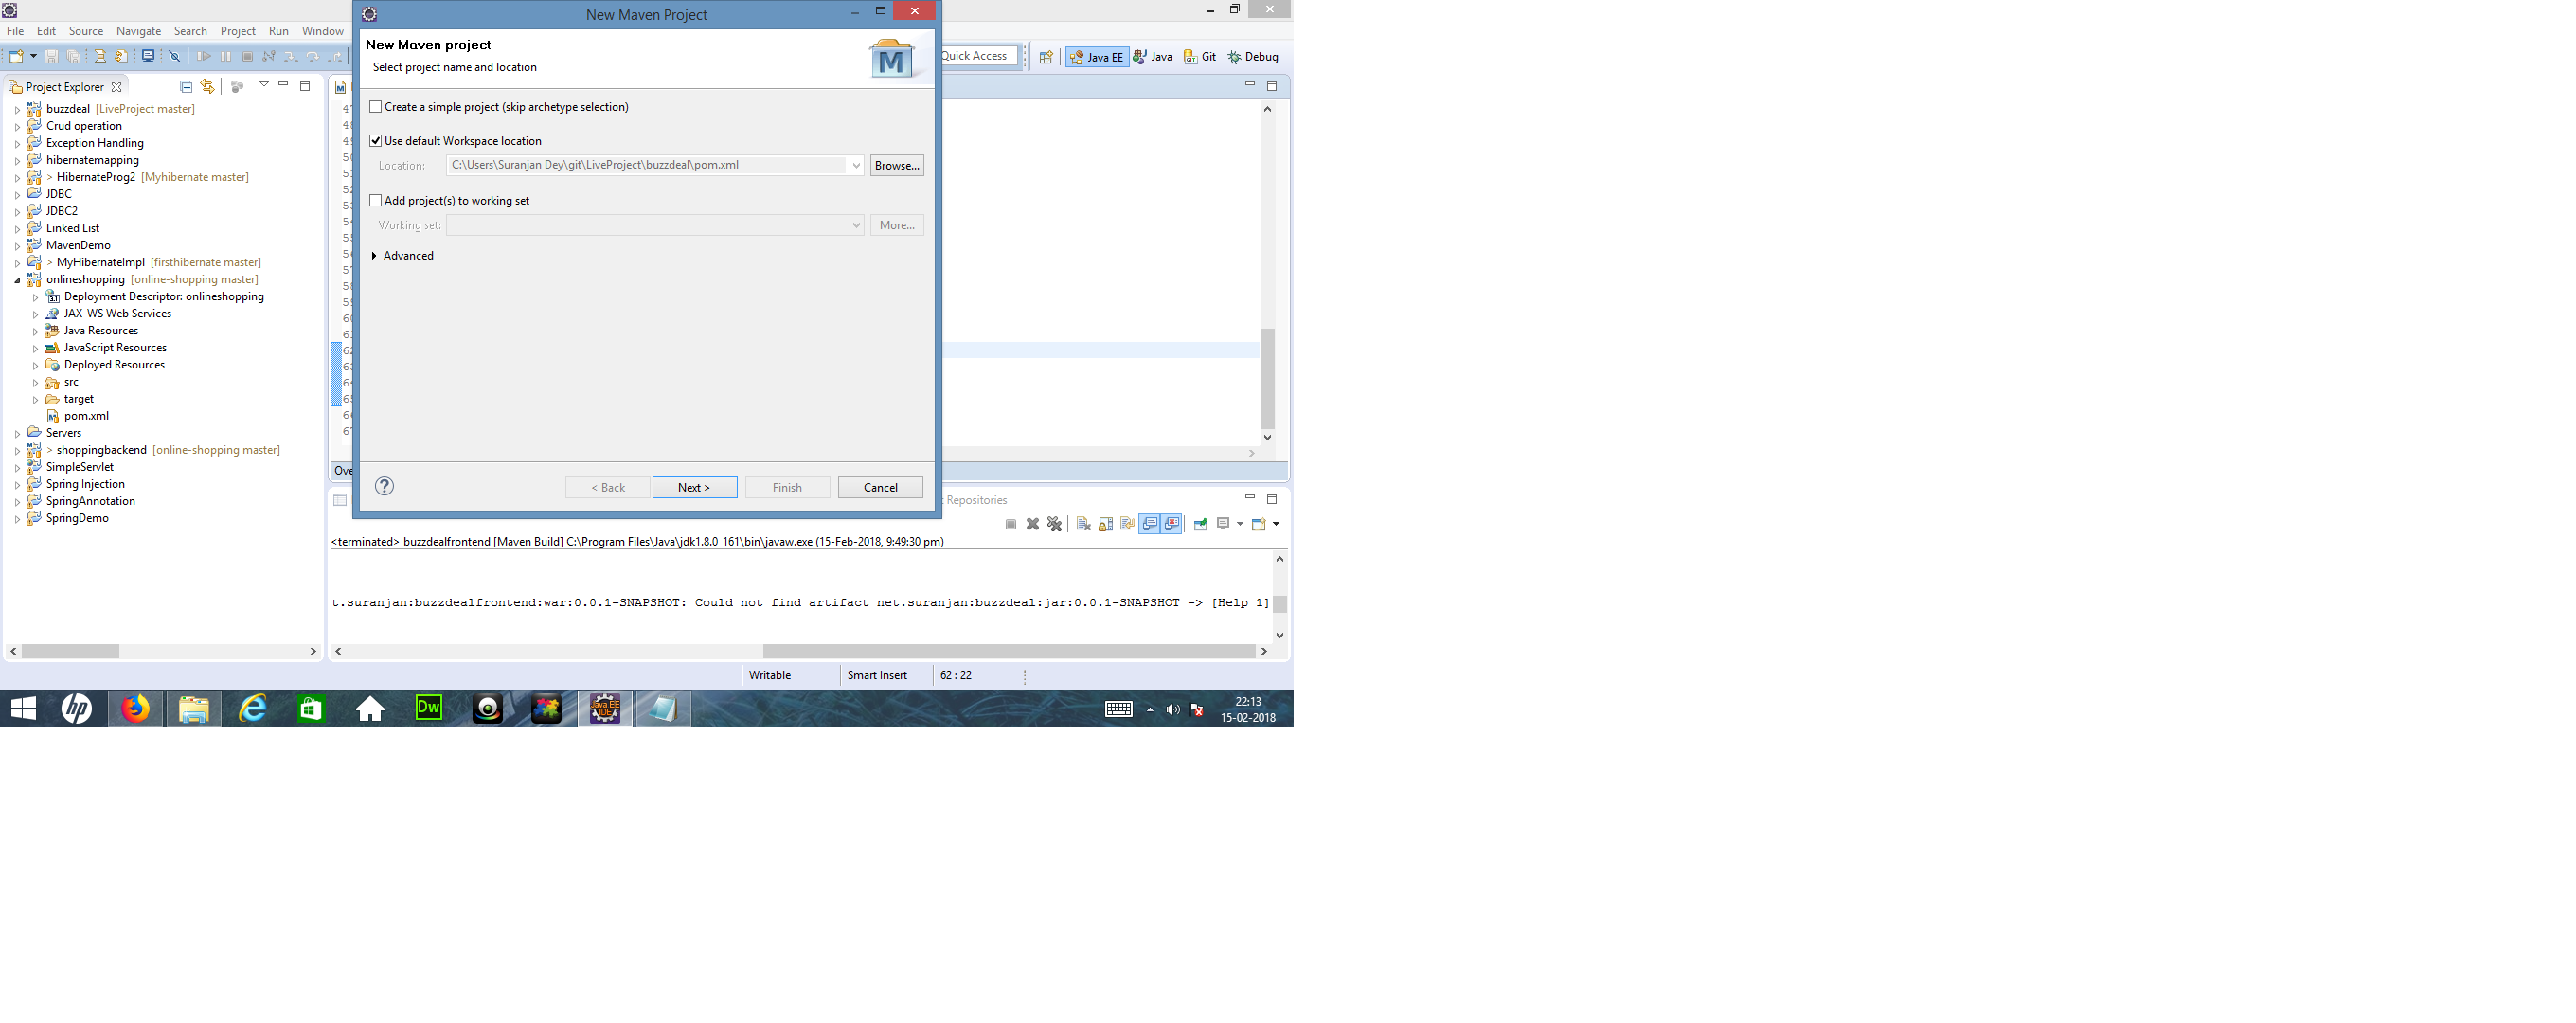 New Maven Project
File Edit Source Navigate Search Project Run Window
New Maven project
Select project name and location
Quick Access
Java EE
Java
Git
Debug
Project Explorer
buzzdeal [LiveProject master]
Crud operation
Exception Handling
hibernatemapping
> HibernateProg2 [Myhibernate master]
JDBC
JDBC2
Linked List
MavenDemo
> MyHibernateImpl [firsthibernate master]
onlineshopping [online-shopping master]
Deployment Descriptor: onlineshopping
JAX-WS Web Services
Java Resources
JavaScript Resources
Deployed Resources
src
target
pom.xml
Servers
> shoppingbackend [online-shopping master]
SimpleServlet
Spring Injection
SpringAnnotation
SpringDemo
Create a simple project (skip archetype selection)
Use default Workspace location
Location: C:\Users\Suranjan Dey\git\LiveProject\buzzdeal\pom.xml Browse...
Add project(s) to working set
Working set: More...
Advanced
? < Back Next > Finish Cancel
Ove
Repositories
<terminated> buzzdealfrontend [Maven Build] C:\Program Files\Java\jdk1.8.0_161\bin\javaw.exe (15-Feb-2018, 9:49:30 pm)
t.suranjan:buzzdealfrontend:war:0.0.1-SNAPSHOT: Could not find artifact net.suranjan:buzzdeal:jar:0.0.1-SNAPSHOT -> [Help 1]
Writable Smart Insert 62 : 22
hp
Dw
Java EE
IDE
22:13
15-02-2018